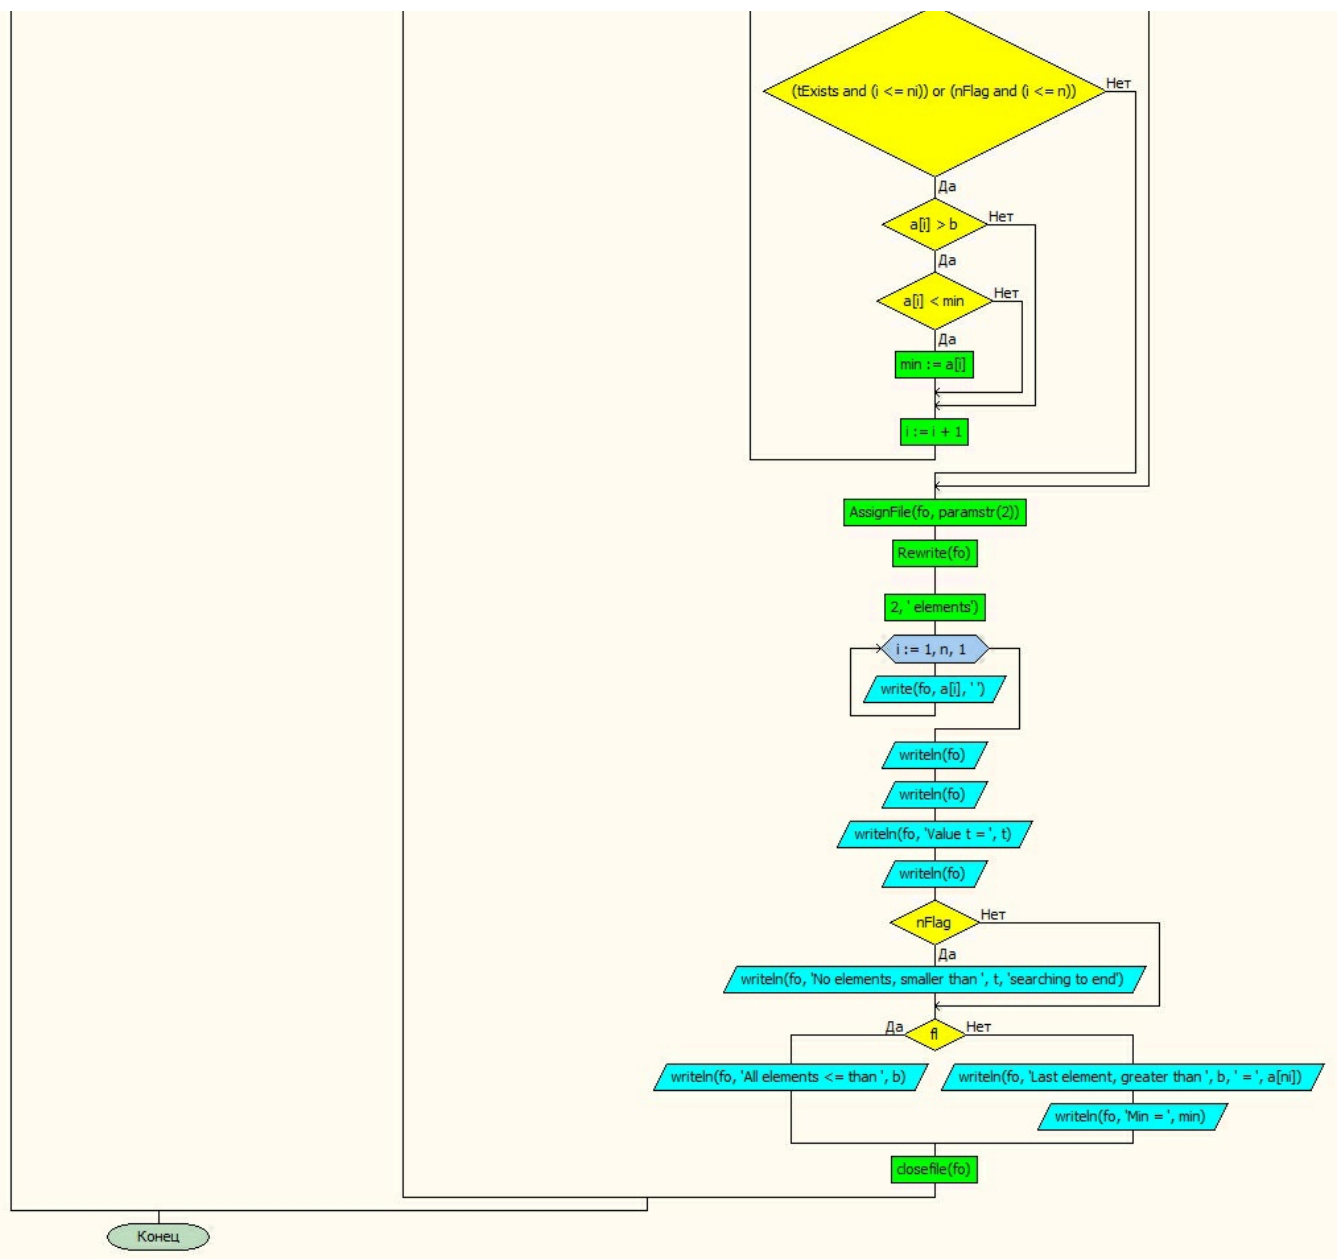 (tExists and (i <= ni)) or (nFlag and (i <= n))
Нет
Да
a[i] > b
Нет
Да
a[i] < min
Нет
Да
min := a[i]
i := i + 1
AssignFile(fo, paramstr(2))
Rewrite(fo)
2, ' elements')
i := 1, n, 1
write(fo, a[i], ' ')
writeln(fo)
writeln(fo)
writeln(fo, 'Value t = ', t)
writeln(fo)
nFlag
Нет
Да
writeln(fo, 'No elements, smaller than ', t, 'searching to end')
Да
fl
Нет
writeln(fo, 'All elements <= than ', b)
writeln(fo, 'Last element, greater than ', b, ' = ', a[ni])
writeln(fo, 'Min = ', min)
closefile(fo)
Конец